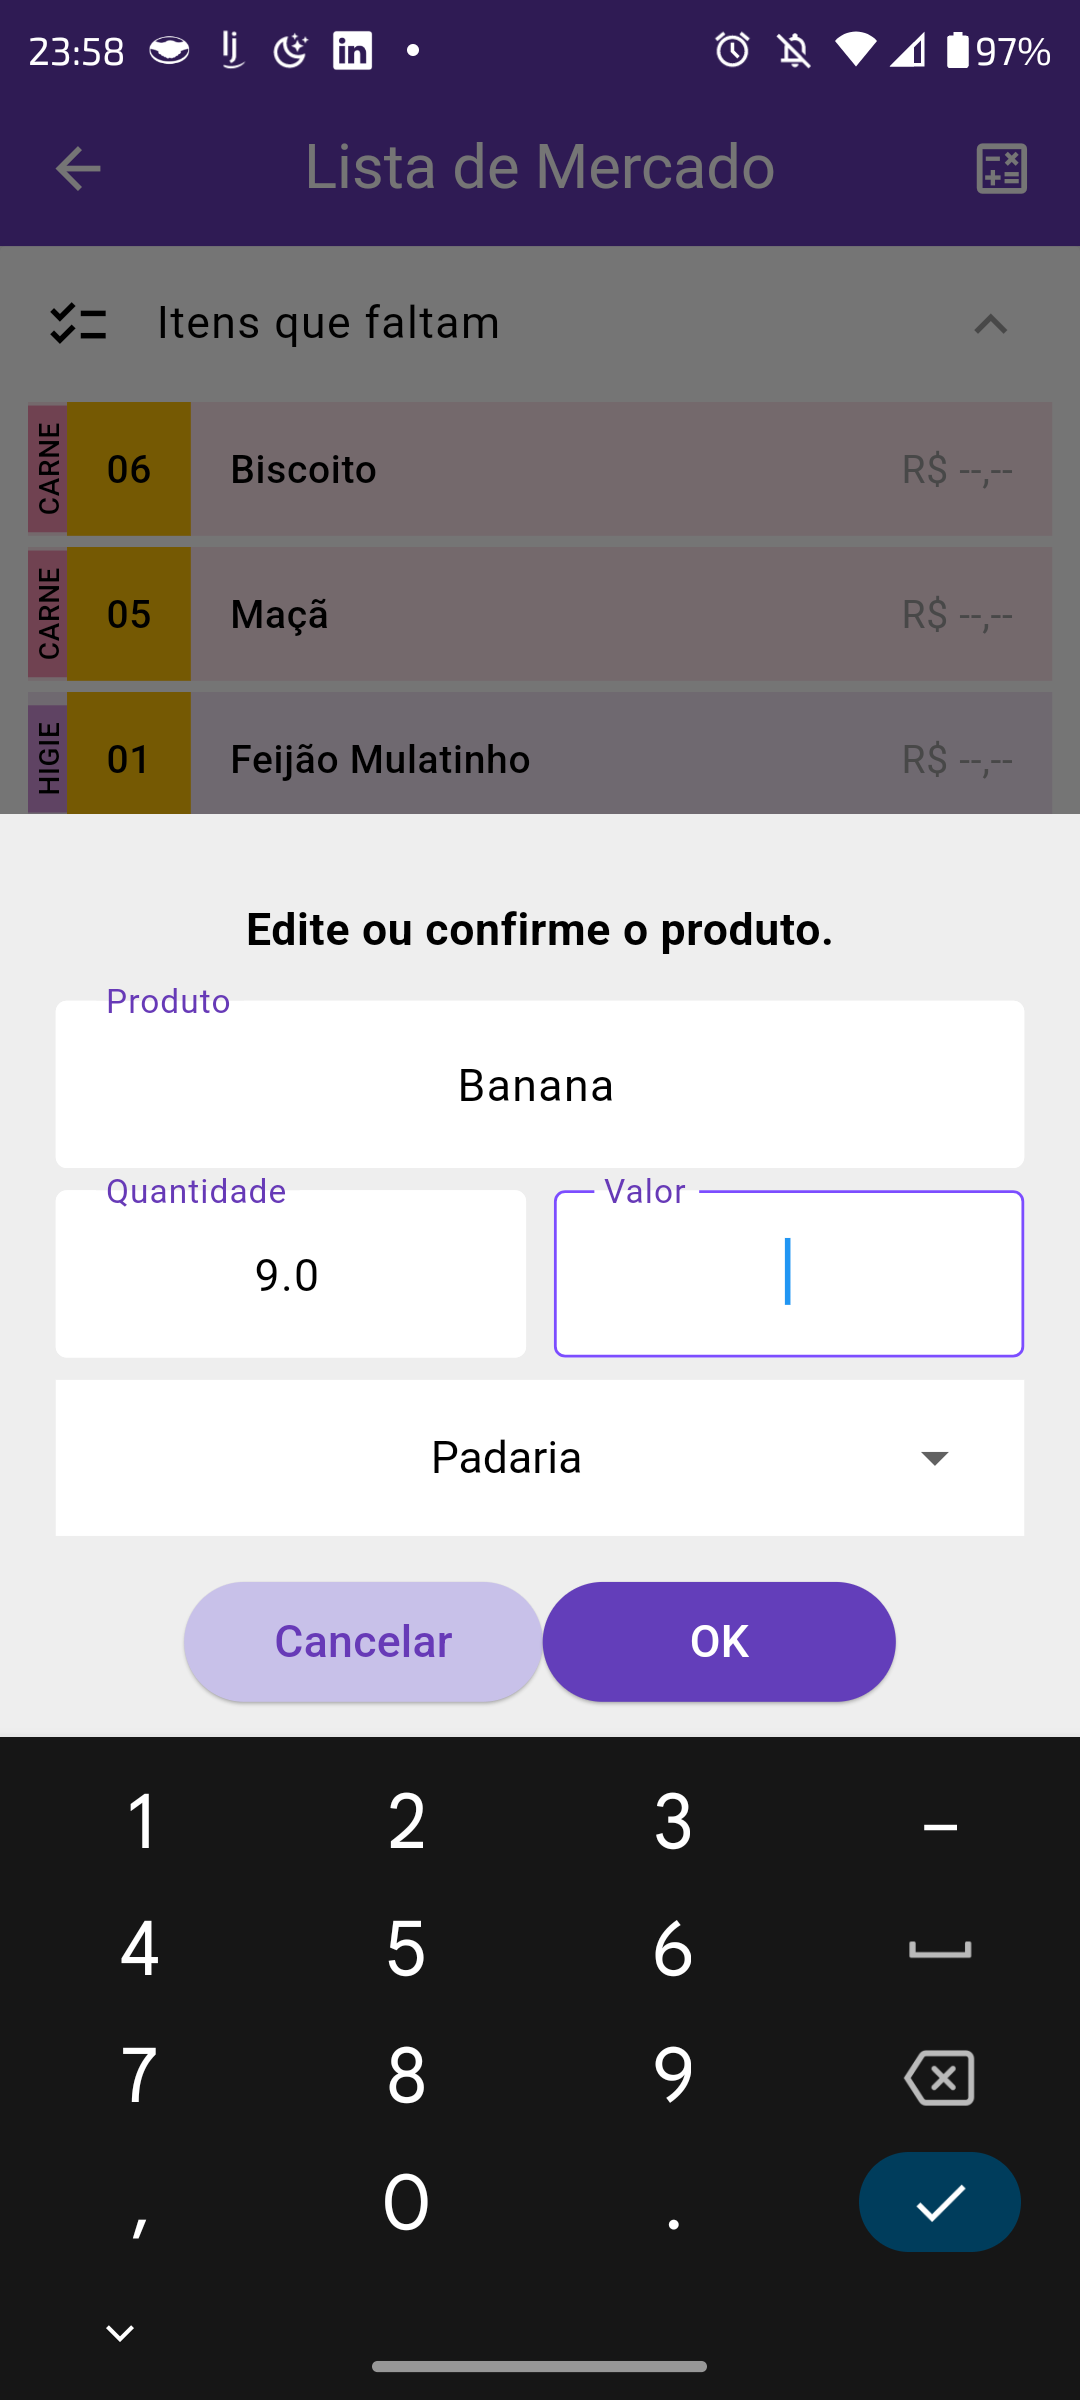 23:58
97%
Lista de Mercado
Itens que faltam
CARNE 06 Biscoito R$ --,--
CARNE 05 Maçã R$ --,--
HIGIE 01 Feijão Mulatinho R$ --,--
Edite ou confirme o produto.
Produto
Banana
Quantidade
9.0
Valor
Padaria
Cancelar
OK
1 2 3 –
4 5 6
7 8 9
, 0 .